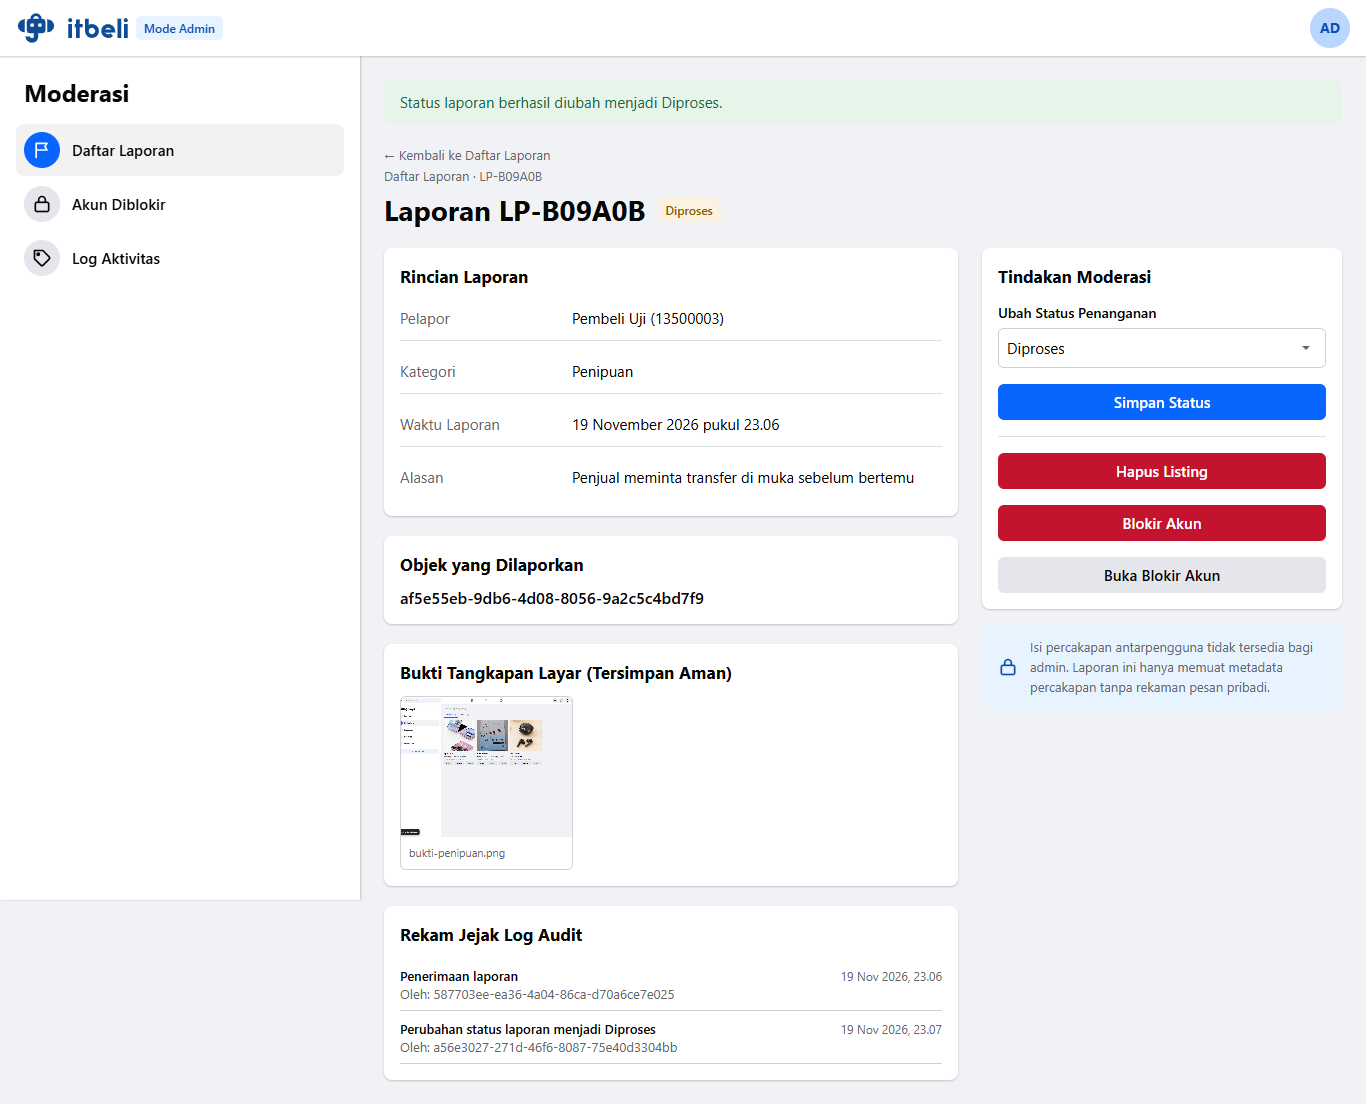 itbeli
Mode Admin
AD
Moderasi
Daftar Laporan
Akun Diblokir
Log Aktivitas
Status laporan berhasil diubah menjadi Diproses.
← Kembali ke Daftar Laporan
Daftar Laporan · LP-B09A0B
Laporan LP-B09A0B
Diproses
Rincian Laporan
Pelapor
Pembeli Uji (13500003)
Kategori
Penipuan
Waktu Laporan
19 November 2026 pukul 23.06
Alasan
Penjual meminta transfer di muka sebelum bertemu
Objek yang Dilaporkan
af5e55eb-9db6-4d08-8056-9a2c5c4bd7f9
Bukti Tangkapan Layar (Tersimpan Aman)
bukti-penipuan.png
Rekam Jejak Log Audit
Penerimaan laporan
19 Nov 2026, 23.06
Oleh: 587703ee-ea36-4a04-86ca-d70a6ce7e025
Perubahan status laporan menjadi Diproses
19 Nov 2026, 23.07
Oleh: a56e3027-271d-46f6-8087-75e40d3304bb
Tindakan Moderasi
Ubah Status Penanganan
Diproses
Simpan Status
Hapus Listing
Blokir Akun
Buka Blokir Akun
Isi percakapan antarpengguna tidak tersedia bagi
admin. Laporan ini hanya memuat metadata
percakapan tanpa rekaman pesan pribadi.